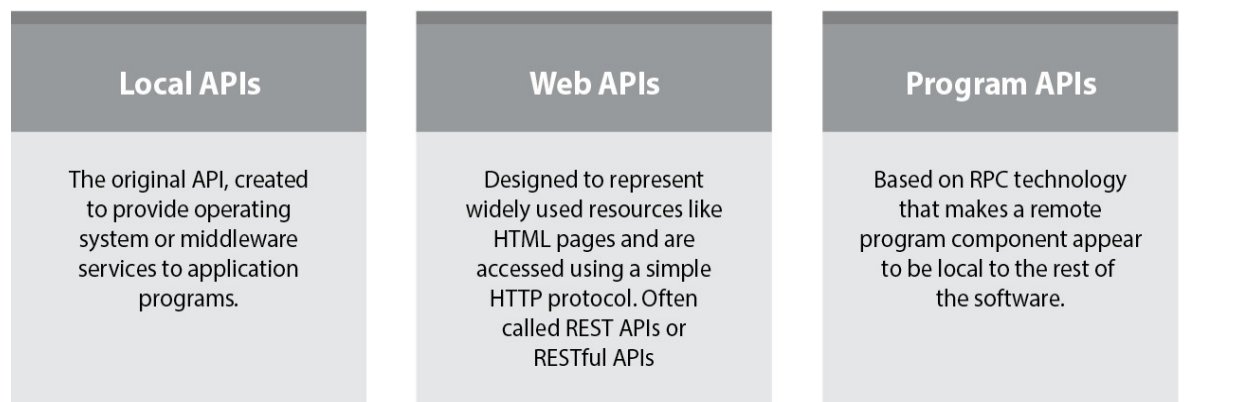 Local APIs
The original API, created
to provide operating
system or middleware
services to application
programs.
Web APIs
Designed to represent
widely used resources like
HTML pages and are
accessed using a simple
HTTP protocol. Often
called REST APIs or
RESTful APIs
Program APIs
Based on RPC technology
that makes a remote
program component appear
to be local to the rest of
the software.